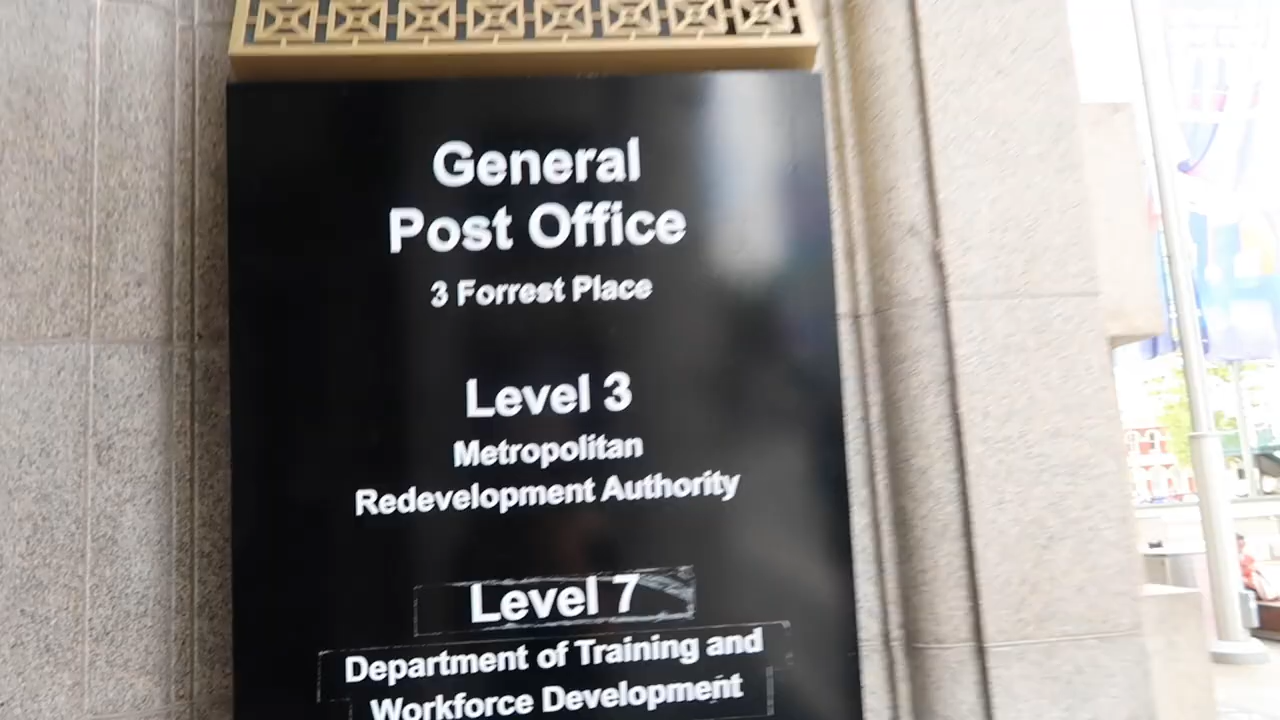 General
Post Office
3 Forrest Place
Level 3
Metropolitan
Redevelopment Authority
Level 7
Department of Training and
Workforce Development